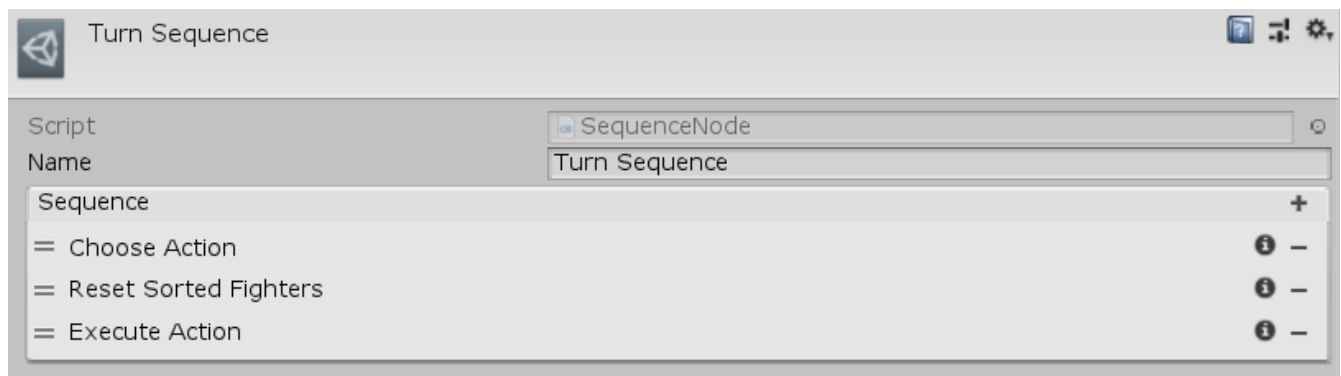 Turn Sequence
Script SequenceNode
Name Turn Sequence
Sequence
Choose Action
Reset Sorted Fighters
Execute Action